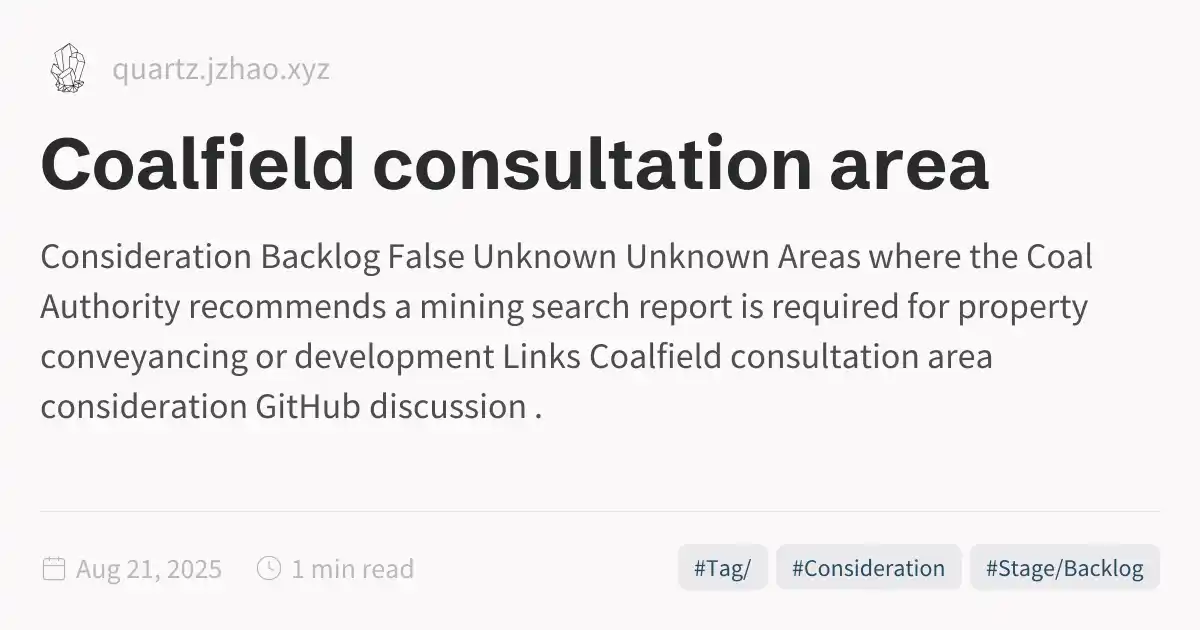 quartz.jzhao.xyz
Coalfield consultation area
Consideration Backlog False Unknown Unknown Areas where the Coal
Authority recommends a mining search report is required for property
conveyancing or development Links Coalfield consultation area
consideration GitHub discussion .
Aug 21, 2025 1 min read #Tag/ #Consideration #Stage/Backlog